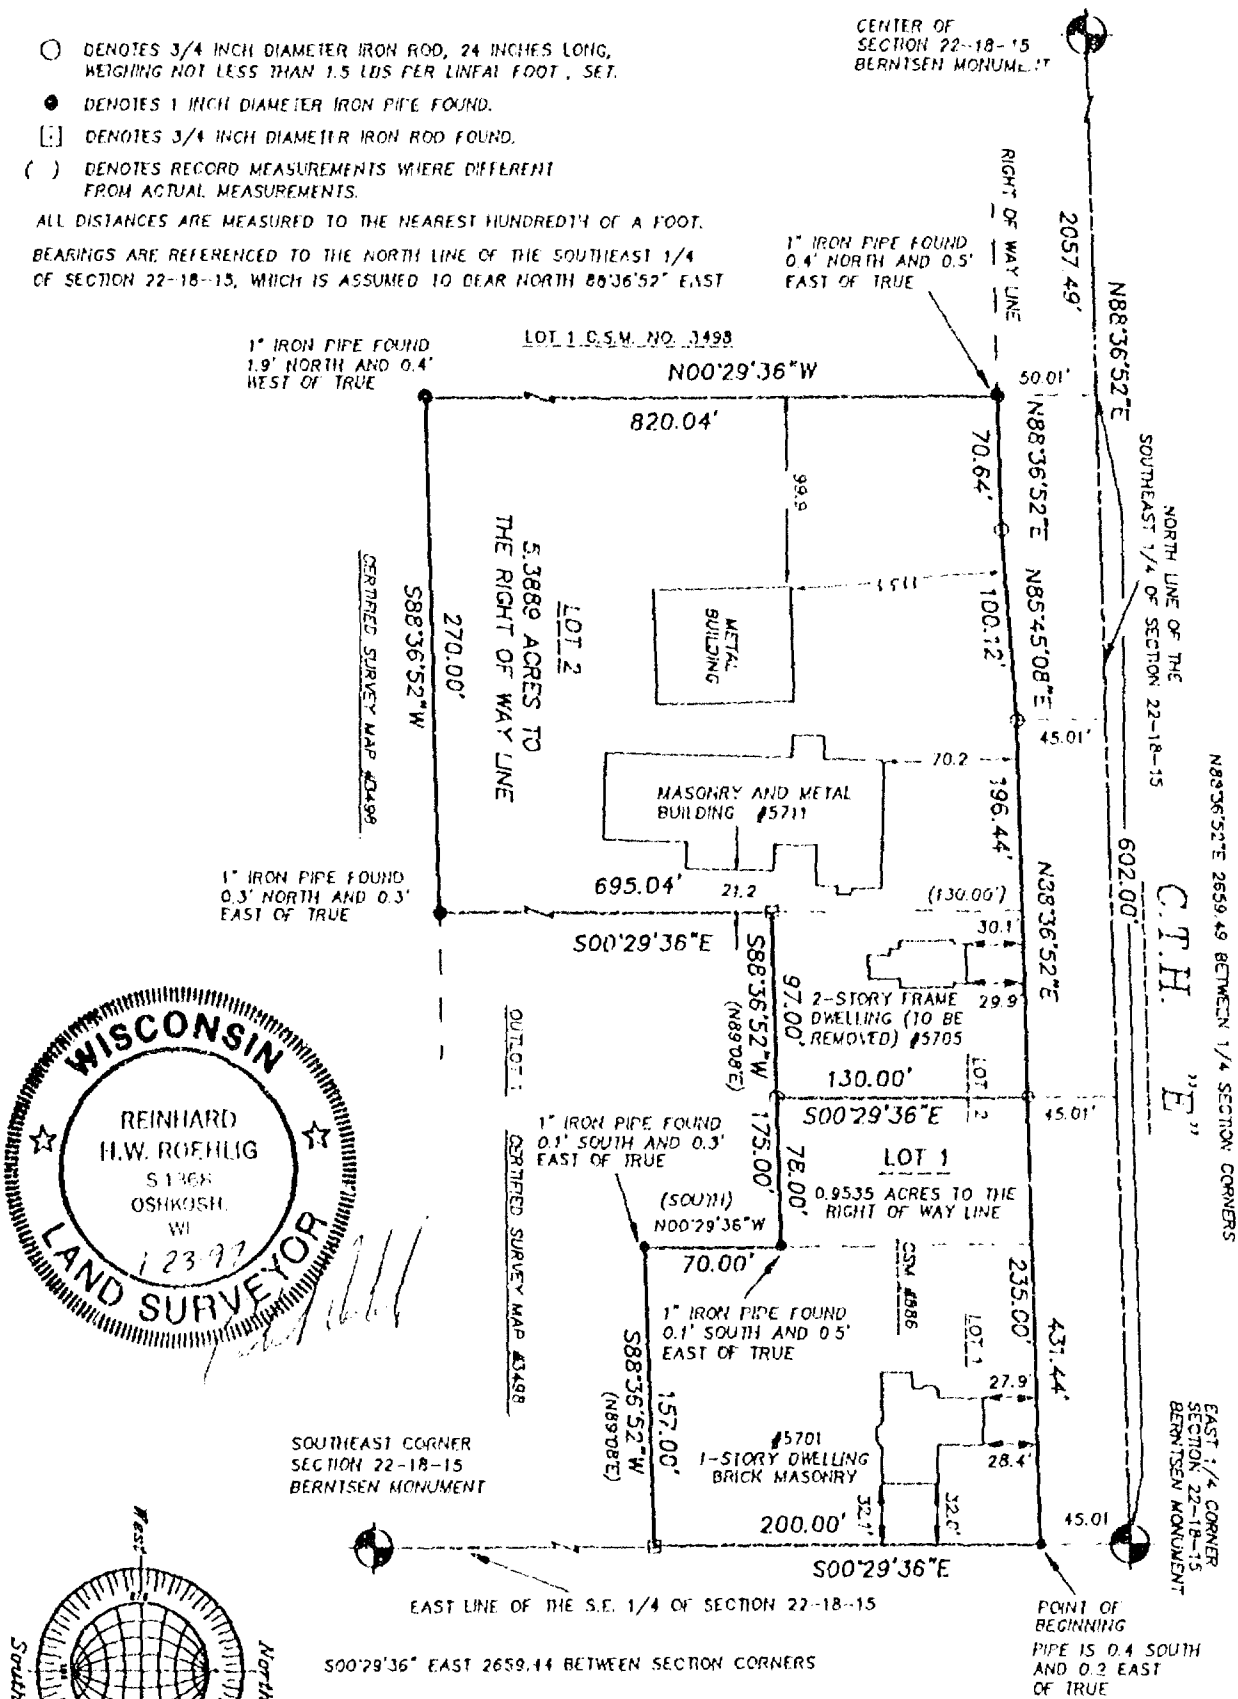 DENOTES 3/4 INCH DIAMETER IRON ROD, 24 INCHES LONG,
WEIGHING NOT LESS THAN 1.5 LBS PER LINEAL FOOT, SET.
DENOTES 1 INCH DIAMETER IRON PIPE FOUND.
DENOTES 3/4 INCH DIAMETER IRON ROD FOUND.
( ) DENOTES RECORD MEASUREMENTS WHERE DIFFERENT
FROM ACTUAL MEASUREMENTS.
ALL DISTANCES ARE MEASURED TO THE NEAREST HUNDREDTH OF A FOOT.
BEARINGS ARE REFERENCED TO THE NORTH LINE OF THE SOUTHEAST 1/4
OF SECTION 22-18-15, WHICH IS ASSUMED TO BEAR NORTH 88°36'52" EAST
CENTER OF
SECTION 22-18-15
BERNTSEN MONUMENT
RIGHT OF WAY LINE
2057.49'
N88°36'52"E
1" IRON PIPE FOUND
0.4' NORTH AND 0.5'
EAST OF TRUE
LOT 1 C.S.M. NO. 3498
1" IRON PIPE FOUND
1.9' NORTH AND 0.4'
WEST OF TRUE
N00°29'36"W
820.04'
50.01'
70.64'
N88°36'52"E
NORTH LINE OF THE
SOUTHEAST 1/4 OF SECTION 22-18-15
99.9
LOT 2
5.3889 ACRES TO
THE RIGHT OF WAY LINE
270.00'
S88°36'52"W
CERTIFIED SURVEY MAP #3498
METAL
BUILDING
100.12'
N85°45'08"E
45.01'
70.2
MASONRY AND METAL
BUILDING #5711
196.44'
602.00'
N88°36'52"E 2659.49 BETWEEN 1/4 SECTION CORNERS
C.T.H. "E"
1" IRON PIPE FOUND
0.3' NORTH AND 0.3'
EAST OF TRUE
695.04'
21.2
S00°29'36"E
(130.00')
30.1'
29.9'
N38°36'52"E
S88°36'52"W
(N89°08'E)
97.00'
2-STORY FRAME
DWELLING (TO BE
REMOVED) #5705
LOT 2
130.00'
S00°29'36"E
45.01'
175.00'
78.00'
LOT 1
0.9535 ACRES TO THE
RIGHT OF WAY LINE
OUTLOT 1
CERTIFIED SURVEY MAP #3498
1" IRON PIPE FOUND
0.1' SOUTH AND 0.3'
EAST OF TRUE
(SOUTH)
N00°29'36"W
70.00'
CSM #886
LOT 1
235.00'
431.44'
1" IRON PIPE FOUND
0.1' SOUTH AND 0.5'
EAST OF TRUE
27.9'
28.4'
S88°36'52"W
(N89°08'E)
157.00'
#5701
1-STORY DWELLING
BRICK MASONRY
EAST 1/4 CORNER
SECTION 22-18-15
BERNTSEN MONUMENT
WISCONSIN
REINHARD
H.W. ROEHLIG
S 1368
OSHKOSH,
WI
1-23-97
LAND SURVEYOR
SOUTHEAST CORNER
SECTION 22-18-15
BERNTSEN MONUMENT
200.00'
S00°29'36"E
45.01
EAST LINE OF THE S.E. 1/4 OF SECTION 22-18-15
POINT OF
BEGINNING
PIPE IS 0.4 SOUTH
AND 0.2 EAST
OF TRUE
S00°29'36" EAST 2659.44 BETWEEN SECTION CORNERS
West
North
South